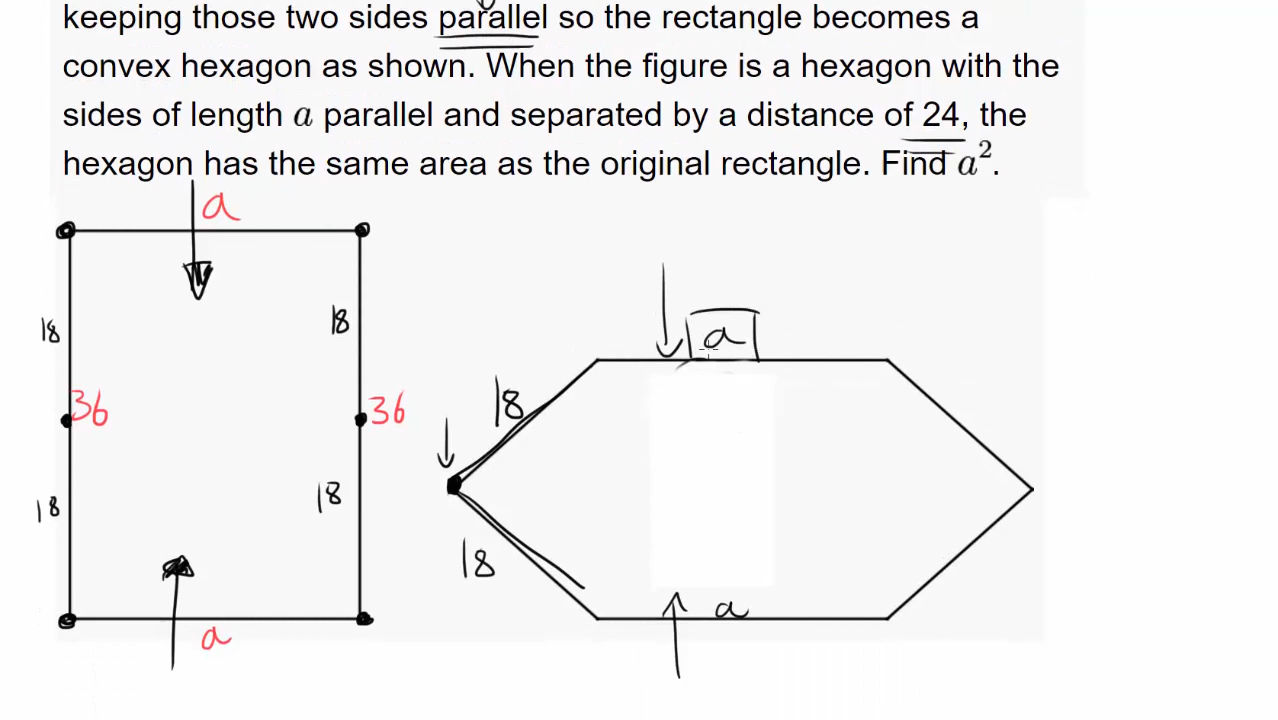 keeping those two sides parallel so the rectangle becomes a
convex hexagon as shown. When the figure is a hexagon with the
sides of length a parallel and separated by a distance of 24, the
hexagon has the same area as the original rectangle. Find a².
a
18
18
a
18
36
36
18
18
18
a
a